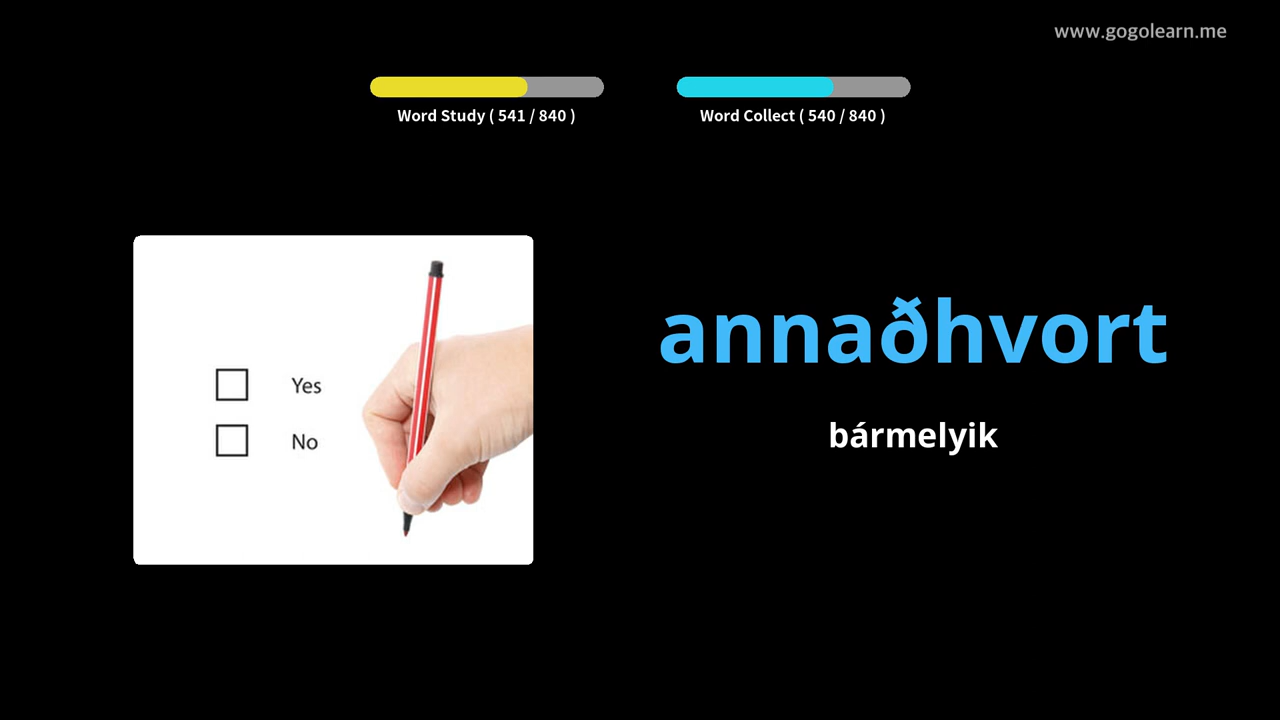 www.gogolearn.me
Word Study ( 541 / 840 )
Word Collect ( 540 / 840 )
Yes
No
annaðhvort
bármelyik